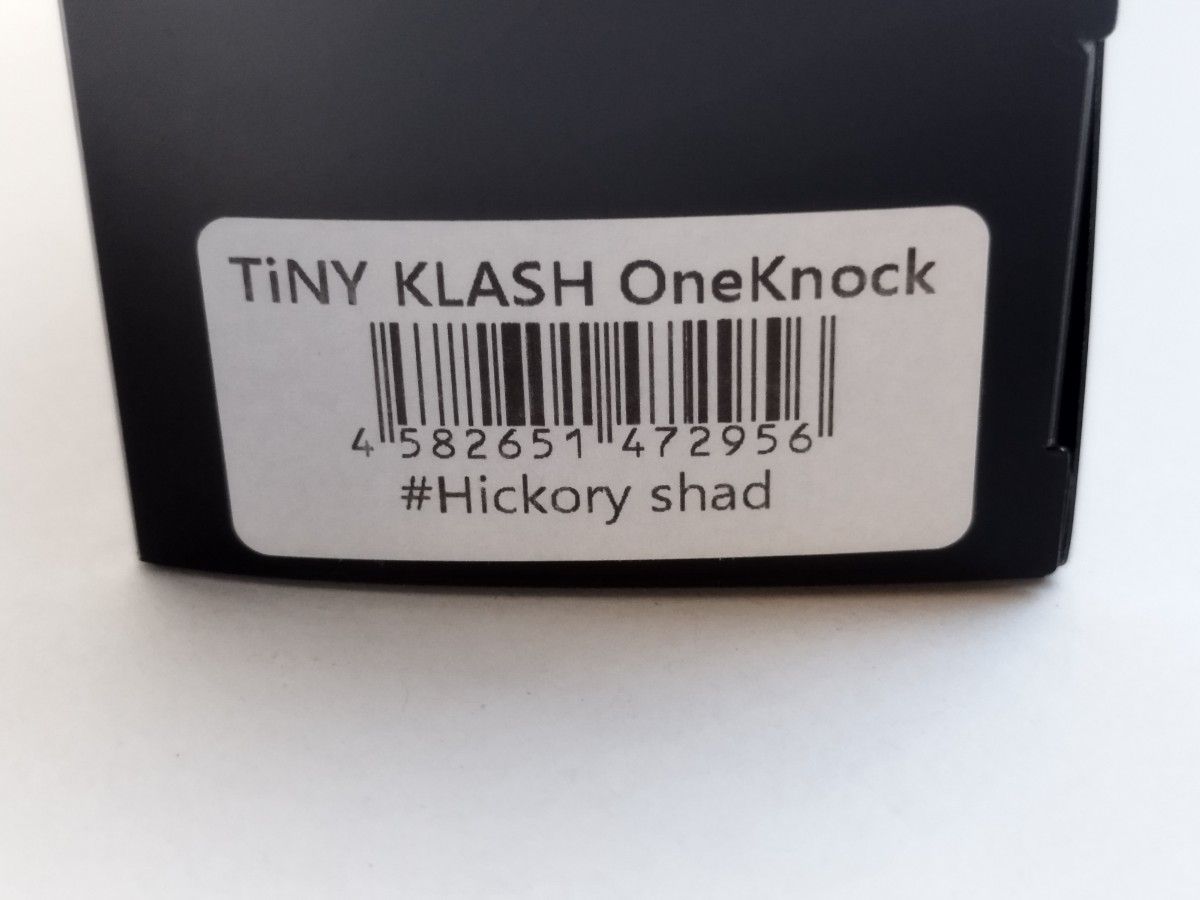 TiNY KLASH OneKnock
4 582651 472956
#Hickory shad